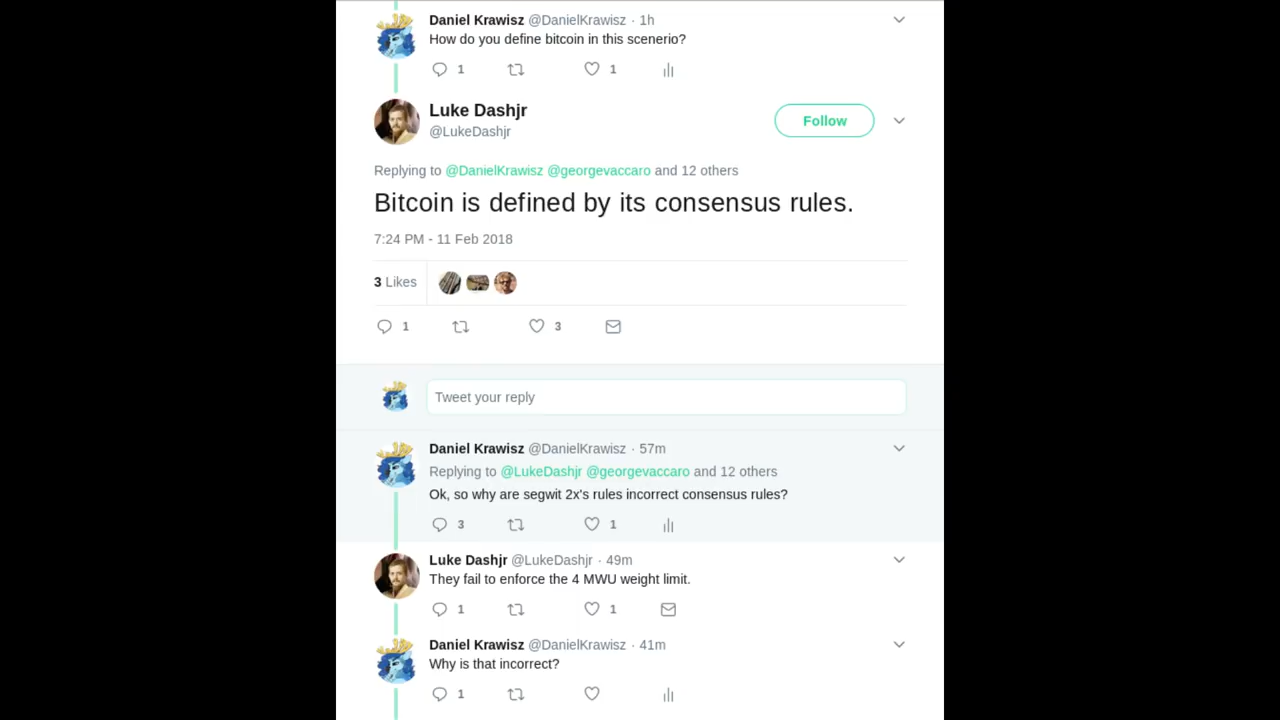 Daniel Krawisz @DanielKrawisz · 1h
How do you define bitcoin in this scenerio?
1 1
Luke Dashjr
@LukeDashjr
Follow
Replying to @DanielKrawisz @georgevaccaro and 12 others
Bitcoin is defined by its consensus rules.
7:24 PM - 11 Feb 2018
3 Likes
1 3
Tweet your reply
Daniel Krawisz @DanielKrawisz · 57m
Replying to @LukeDashjr @georgevaccaro and 12 others
Ok, so why are segwit 2x's rules incorrect consensus rules?
3 1
Luke Dashjr @LukeDashjr · 49m
They fail to enforce the 4 MWU weight limit.
1 1
Daniel Krawisz @DanielKrawisz · 41m
Why is that incorrect?
1